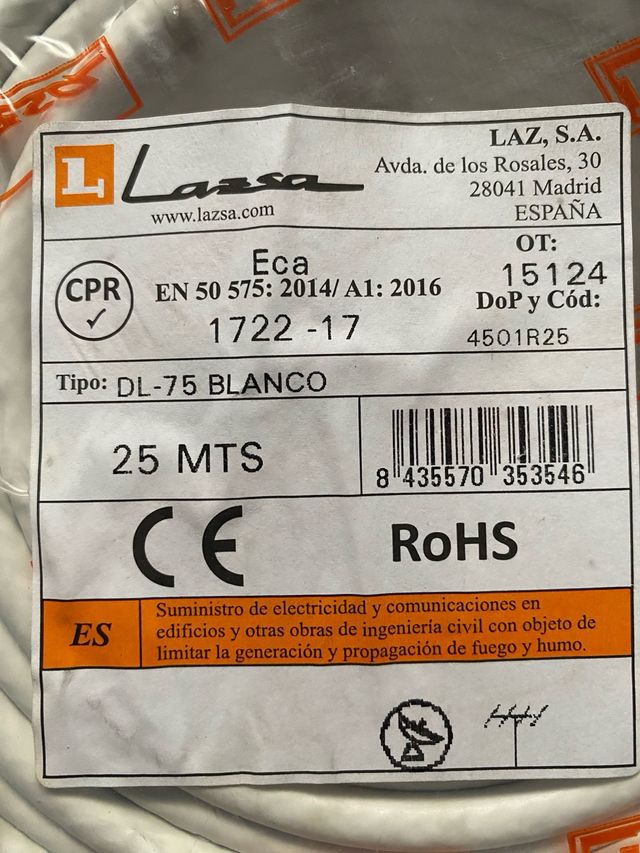 L Lazsa
www.lazsa.com
LAZ, S.A.
Avda. de los Rosales, 30
28041 Madrid
ESPAÑA
CPR
Eca
EN 50 575: 2014/ A1: 2016
1722 -17
OT:
15124
DoP y Cód:
4501R25
Tipo: DL-75 BLANCO
25 MTS
8 435570 353546
CE
RoHS
ES
Suministro de electricidad y comunicaciones en
edificios y otras obras de ingeniería civil con objeto de
limitar la generación y propagación de fuego y humo.